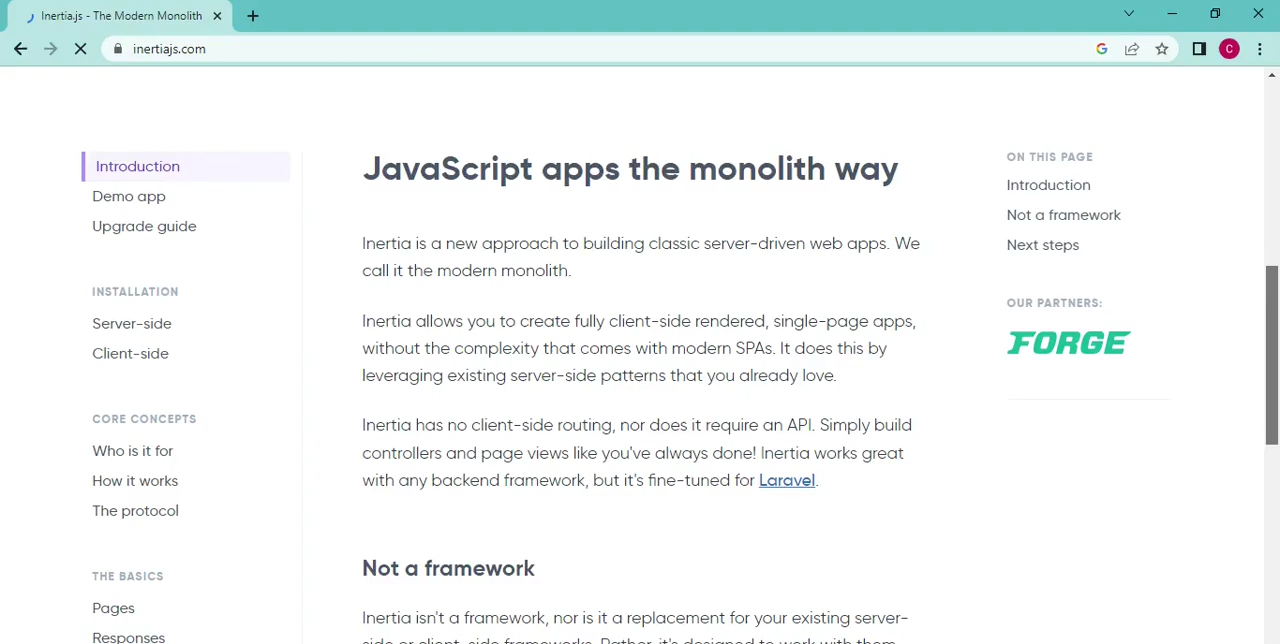 Inertia.js - The Modern Monolith
inertiajs.com
C
Introduction
Demo app
Upgrade guide
INSTALLATION
Server-side
Client-side
CORE CONCEPTS
Who is it for
How it works
The protocol
THE BASICS
Pages
Responses
JavaScript apps the monolith way
Inertia is a new approach to building classic server-driven web apps. We
call it the modern monolith.
Inertia allows you to create fully client-side rendered, single-page apps,
without the complexity that comes with modern SPAs. It does this by
leveraging existing server-side patterns that you already love.
Inertia has no client-side routing, nor does it require an API. Simply build
controllers and page views like you've always done! Inertia works great
with any backend framework, but it's fine-tuned for Laravel.
Not a framework
Inertia isn't a framework, nor is it a replacement for your existing server-
side or client-side frameworks. Rather, it's designed to work with them.
ON THIS PAGE
Introduction
Not a framework
Next steps
OUR PARTNERS:
FORGE